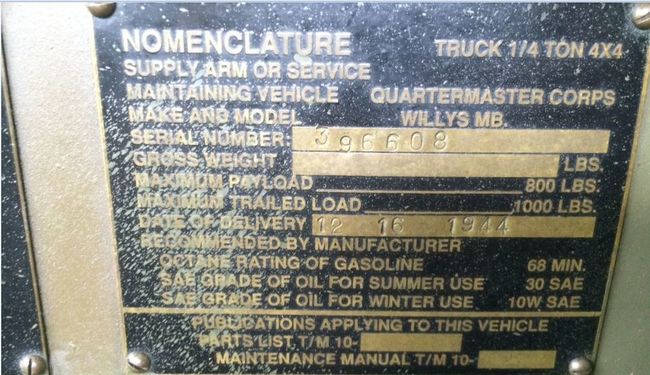 NOMENCLATURE TRUCK 1/4 TON 4X4
SUPPLY ARM OR SERVICE
MAINTAINING VEHICLE QUARTERMASTER CORPS
MAKE AND MODEL WILLYS MB.
SERIAL NUMBER: 396608
GROSS WEIGHT LBS.
MAXIMUM PAYLOAD 800 LBS.
MAXIMUM TRAILED LOAD 1000 LBS.
DATE OF DELIVERY 12 16 1944
RECOMMENDED BY MANUFACTURER
OCTANE RATING OF GASOLINE 68 MIN.
SAE GRADE OF OIL FOR SUMMER USE 30 SAE
SAE GRADE OF OIL FOR WINTER USE 10W SAE
PUBLICATIONS APPLYING TO THIS VEHICLE
PARTS LIST T/M 10-
MAINTENANCE MANUAL T/M 10-